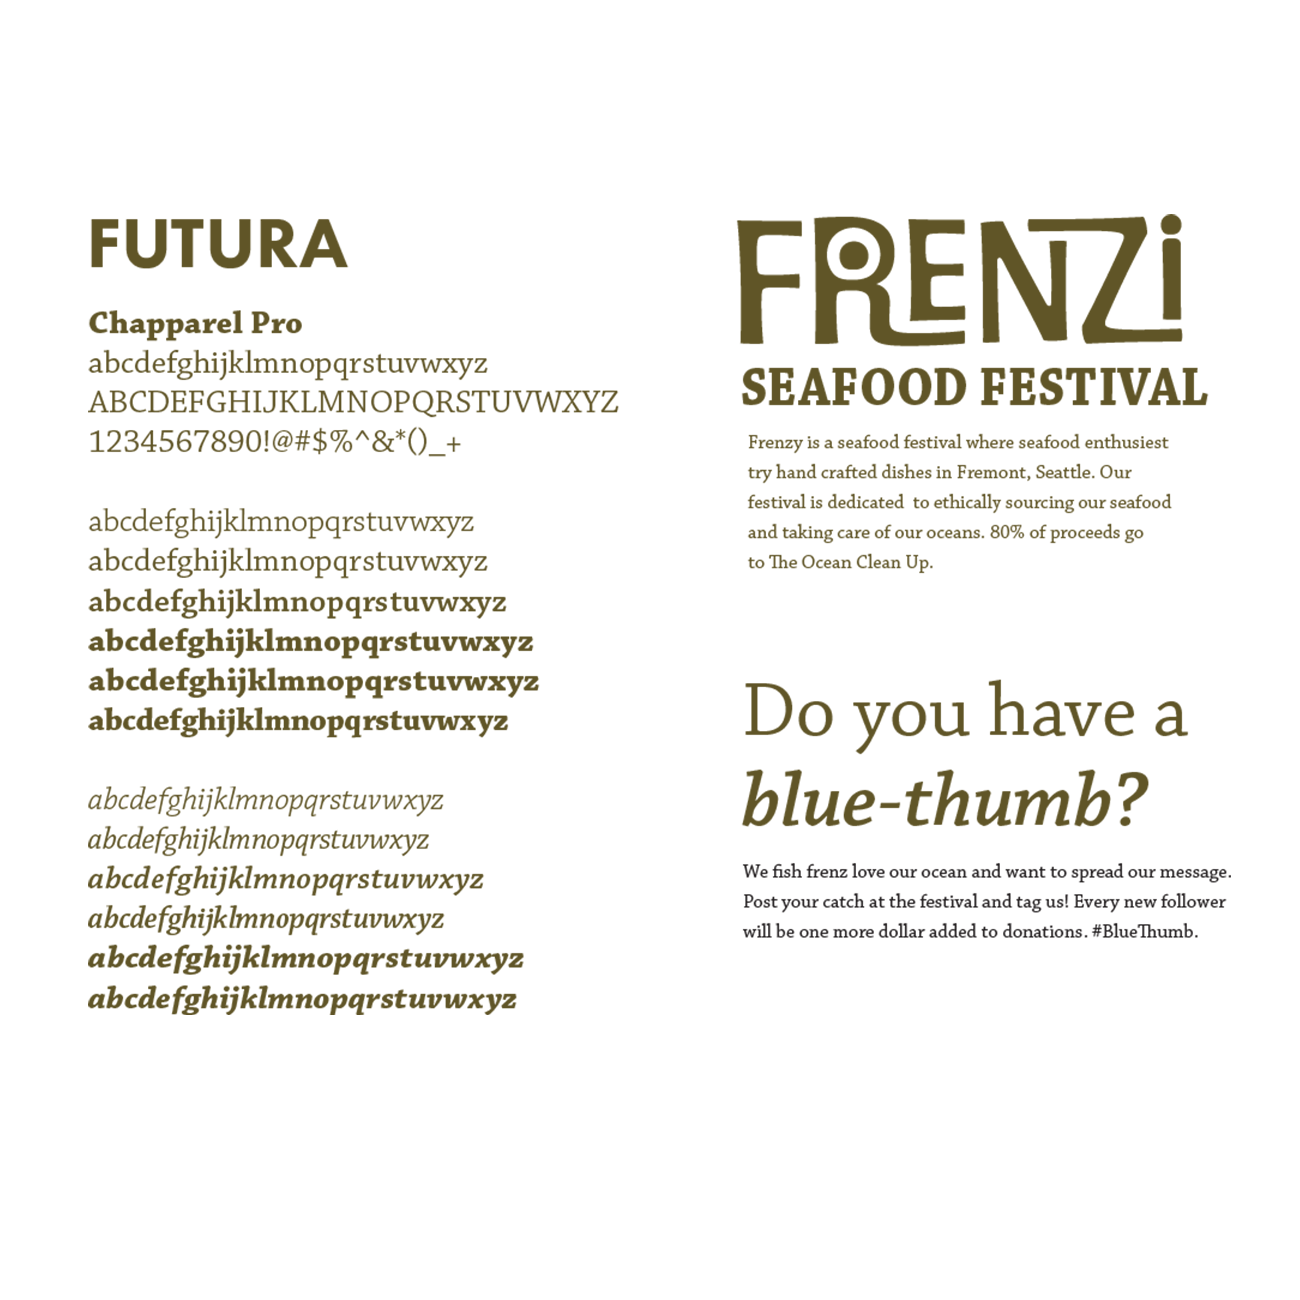 FUTURA
Chapparel Pro
abcdefghijklmnopqrstuvwxyz
ABCDEFGHIJKLMNOPQRSTUVWXYZ
1234567890!@#$%^&*()_+
abcdefghijklmnopqrstuvwxyz
abcdefghijklmnopqrstuvwxyz
abcdefghijklmnopqrstuvwxyz
abcdefghijklmnopqrstuvwxyz
abcdefghijklmnopqrstuvwxyz
abcdefghijklmnopqrstuvwxyz
abcdefghijklmnopqrstuvwxyz
abcdefghijklmnopqrstuvwxyz
abcdefghijklmnopqrstuvwxyz
abcdefghijklmnopqrstuvwxyz
abcdefghijklmnopqrstuvwxyz
abcdefghijklmnopqrstuvwxyz
FRENZi
SEAFOOD FESTIVAL
Frenzy is a seafood festival where seafood enthusiest
try hand crafted dishes in Fremont, Seattle. Our
festival is dedicated  to ethically sourcing our seafood
and taking care of our oceans. 80% of proceeds go
to The Ocean Clean Up.
Do you have a
blue-thumb?
We fish frenz love our ocean and want to spread our message.
Post your catch at the festival and tag us! Every new follower
will be one more dollar added to donations. #BlueThumb.